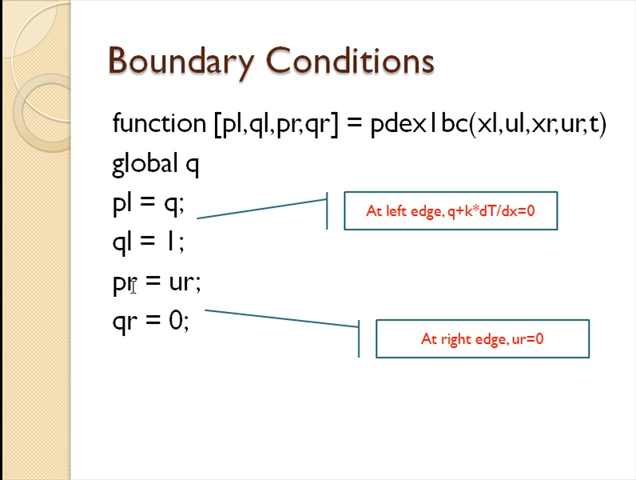 Boundary Conditions
function [pl,ql,pr,qr] = pdex1bc(xl,ul,xr,ur,t)
global q
pl = q;
At left edge, q+k*dT/dx=0
ql = 1;
pr = ur;
qr = 0;
At right edge, ur=0